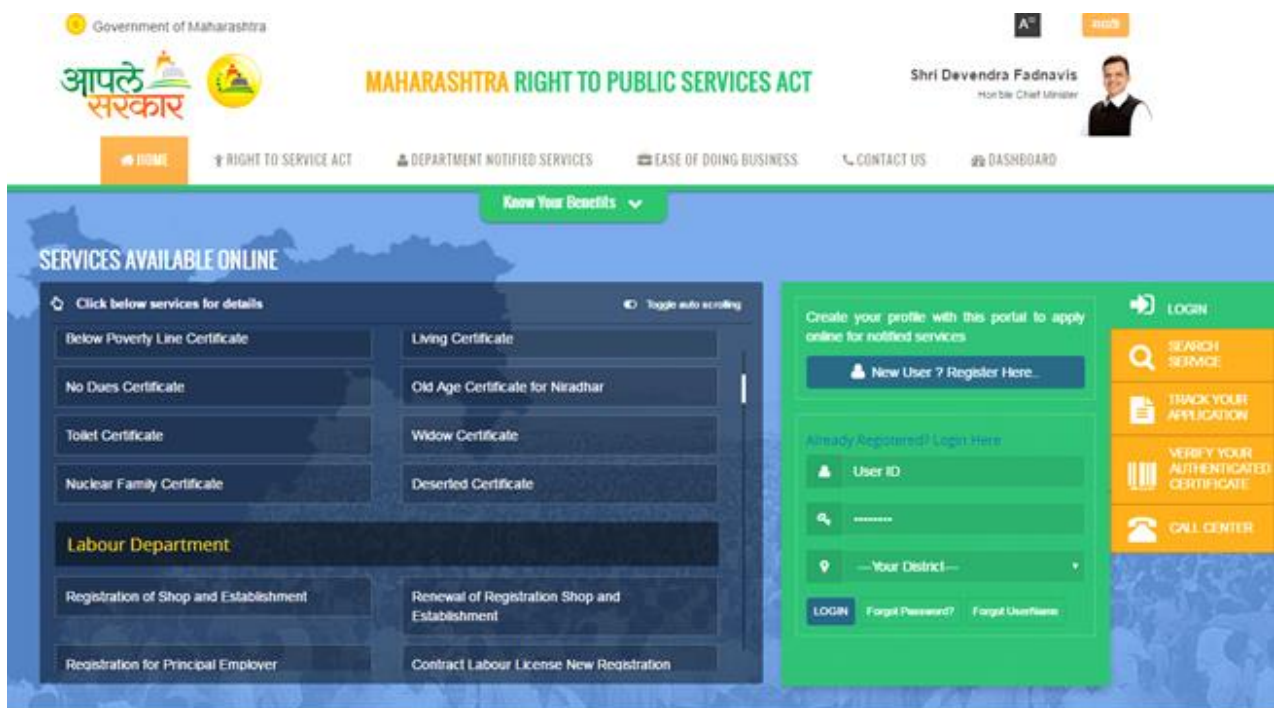 Government of Maharashtra
A
मराठी
आपले
सरकार
MAHARASHTRA RIGHT TO PUBLIC SERVICES ACT
Shri Devendra Fadnavis
Hon'ble Chief Minister
HOME
RIGHT TO SERVICE ACT
DEPARTMENT NOTIFIED SERVICES
EASE OF DOING BUSINESS
CONTACT US
DASHBOARD
Know Your Benefits
SERVICES AVAILABLE ONLINE
Click below services for details
Toggle auto scrolling
Below Poverty Line Certificate
Living Certificate
No Dues Certificate
Old Age Certificate for Niradhar
Toilet Certificate
Widow Certificate
Nuclear Family Certificate
Deserted Certificate
Labour Department
Registration of Shop and Establishment
Renewal of Registration Shop and
Establishment
Registration for Principal Employer
Contract Labour License New Registration
Create your profile with this portal to apply
online for notified services
New User ? Register Here..
Already Registered? Login Here
User ID
--------
---Your District---
LOGIN
Forgot Password?
Forgot UserName
LOGIN
SEARCH
SERVICE
TRACK YOUR
APPLICATION
VERIFY YOUR
AUTHENTICATED
CERTIFICATE
CALL CENTER